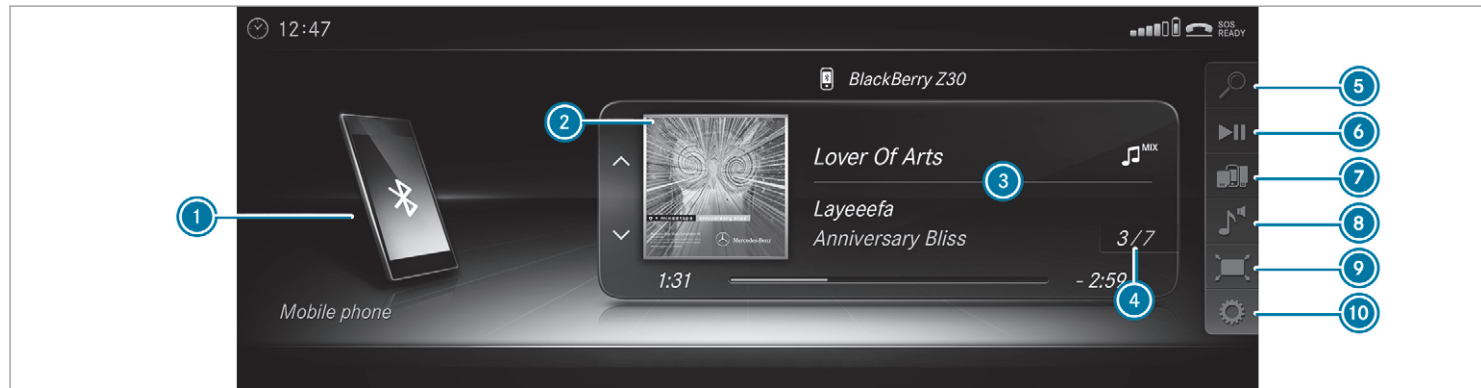 12:47
SOS
READY
BlackBerry Z30
5
2
6
Lover Of Arts
MIX
3
7
1
Layeeefa
8
Mercedes-Benz
Anniversary Bliss
3/7
9
1:31
- 2:59
4
Mobile phone
10